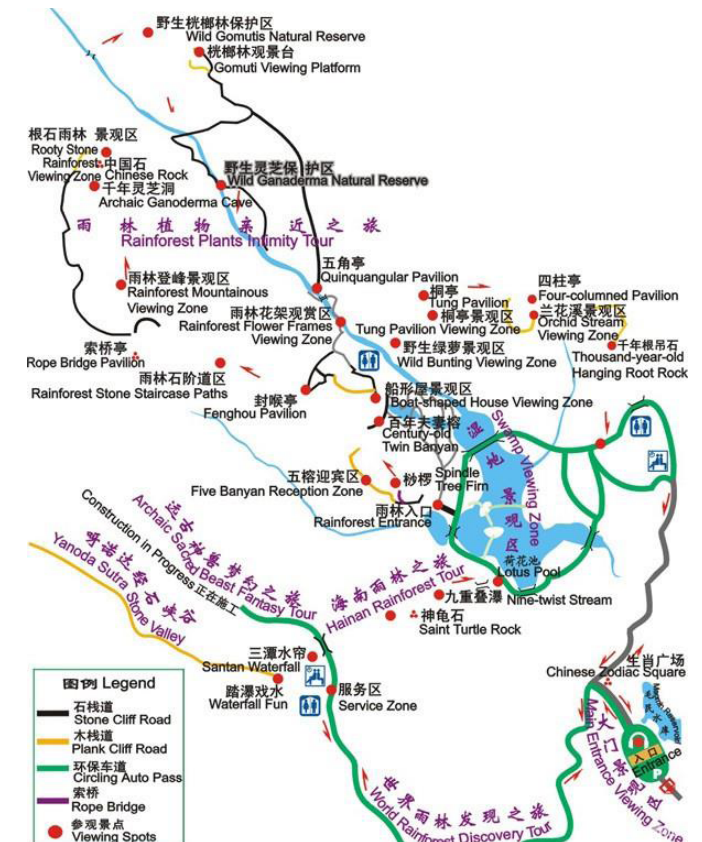 野生桄榔林保护区
Wild Gomutis Natural Reserve
桄榔林观景台
Gomuti Viewing Platform
根石雨林 景观区
Rooty Stone
Rainforest
Viewing Zone
中国石
Chinese Rock
千年灵芝洞
Archaic Ganoderma Cave
野生灵芝保护区
Wild Ganaderma Natural Reserve
雨林植物亲近之旅
Rainforest Plants Intimity Tour
五角亭
Quinquangular Pavilion
雨林登峰景观区
Rainforest Mountainous
Viewing Zone
雨林花架观赏区
Rainforest Flower Frames
Viewing Zone
桐亭
Tung Pavilion
桐亭景观区
Tung Pavilion Viewing Zone
四柱亭
Four-columned Pavilion
兰花溪景观区
Orchid Stream
Viewing Zone
千年根吊石
Thousand-year-old
Hanging Root Rock
野生绿萝景观区
Wild Bunting Viewing Zone
索桥亭
Rope Bridge Pavilion
雨林石阶道区
Rainforest Stone Staircase Paths
封喉亭
Fenghou Pavilion
船形屋景观区
Boat-shaped House Viewing Zone
百年夫妻榕
Century-old
Twin Banyan
湿地景观区
Swamp Viewing Zone
五榕迎宾区
Five Banyan Reception Zone
桫椤
Spindle
Tree Firn
雨林入口
Rainforest Entrance
荷花池
Lotus Pool
九重叠瀑
Nine-twist Stream
神龟石
Saint Turtle Rock
海南雨林之旅
Hainan Rainforest Tour
远古神兽梦幻之旅
Archaic Sacred Beast Fantasy Tour
Construction in Progress 正在施工
呀诺达经石峡谷
Yanoda Sutra Stone Valley
三潭水帘
Santan Waterfall
踏瀑戏水
Waterfall Fun
服务区
Service Zone
生肖广场
Chinese Zodiac Square
大门景观区
Main Entrance Viewing Zone
入口
Entrance
P
世界雨林发现之旅
World Rainforest Discovery Tour
图例 Legend
石栈道
Stone Cliff Road
木栈道
Plank Cliff Road
环保车道
Circling Auto Pass
索桥
Rope Bridge
参观景点
Viewing Spots